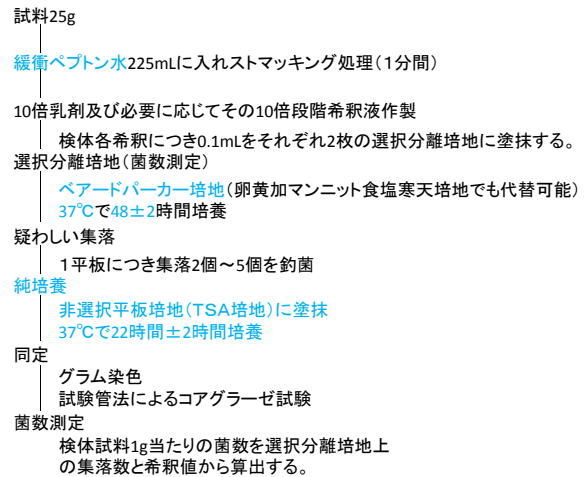 試料25g
緩衝ペプトン水225mLに入れストマッキング処理（１分間）
10倍乳剤及び必要に応じてその10倍段階希釈液作製
検体各希釈につき0.1mLをそれぞれ2枚の選択分離培地に塗抹する。
選択分離培地（菌数測定）
ベアードパーカー培地（卵黄加マンニット食塩寒天培地でも代替可能）
37℃で48±2時間培養
疑わしい集落
１平板につき集落2個～5個を釣菌
純培養
非選択平板培地（TSA培地）に塗抹
37℃で22時間±2時間培養
同定
グラム染色
試験管法によるコアグラーゼ試験
菌数測定
検体試料1g当たりの菌数を選択分離培地上
の集落数と希釈値から算出する。